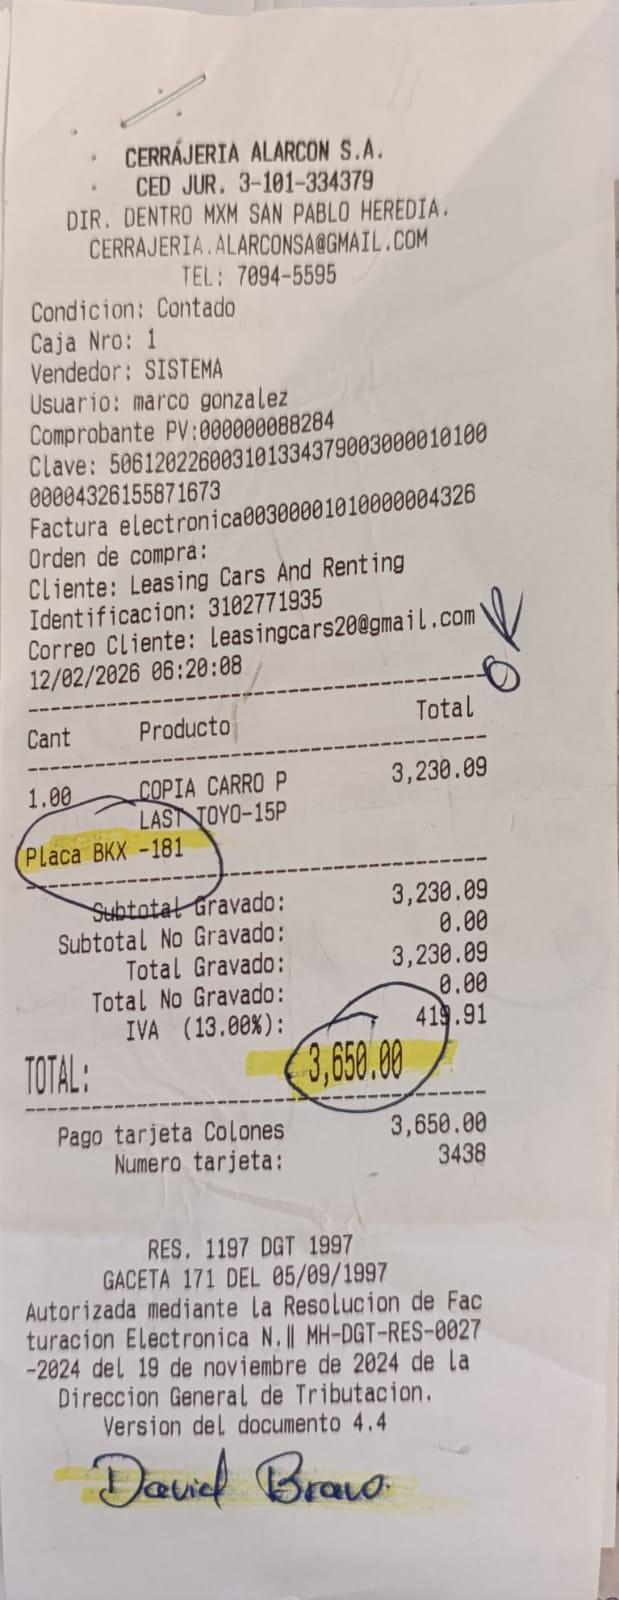 CERRAJERIA ALARCON S.A.
CED JUR. 3-101-334379
DIR. DENTRO MXM SAN PABLO HEREDIA.
CERRAJERIA.ALARCONSA@GMAIL.COM
TEL: 7094-5595
Condicion: Contado
Caja Nro: 1
Vendedor: SISTEMA
Usuario: marco gonzalez
Comprobante PV:000000088284
Clave: 50612022600310133437900300001010​0
00004326155871673
Factura electronica00300001010000004326
Orden de compra:
Cliente: Leasing Cars And Renting
Identificacion: 3102771935
Correo Cliente: leasingcars20@gmail.com
OK
12/02/2026 06:20:08
Cant Producto Total
1.00 COPIA CARRO P 3,230.09
LAST TOYO-15P
Placa BKX -181
Subtotal Gravado: 3,230.09
Subtotal No Gravado: 0.00
Total Gravado: 3,230.09
Total No Gravado: 0.00
IVA (13.00%): 419.91
TOTAL: 3,650.00
Pago tarjeta Colones 3,650.00
Numero tarjeta: 3438
RES. 1197 DGT 1997
GACETA 171 DEL 05/09/1997
Autorizada mediante la Resolucion de Fac
turacion Electronica N.|| MH-DGT-RES-0027
-2024 del 19 de noviembre de 2024 de la
Direccion General de Tributacion.
Version del documento 4.4
David Bravo.